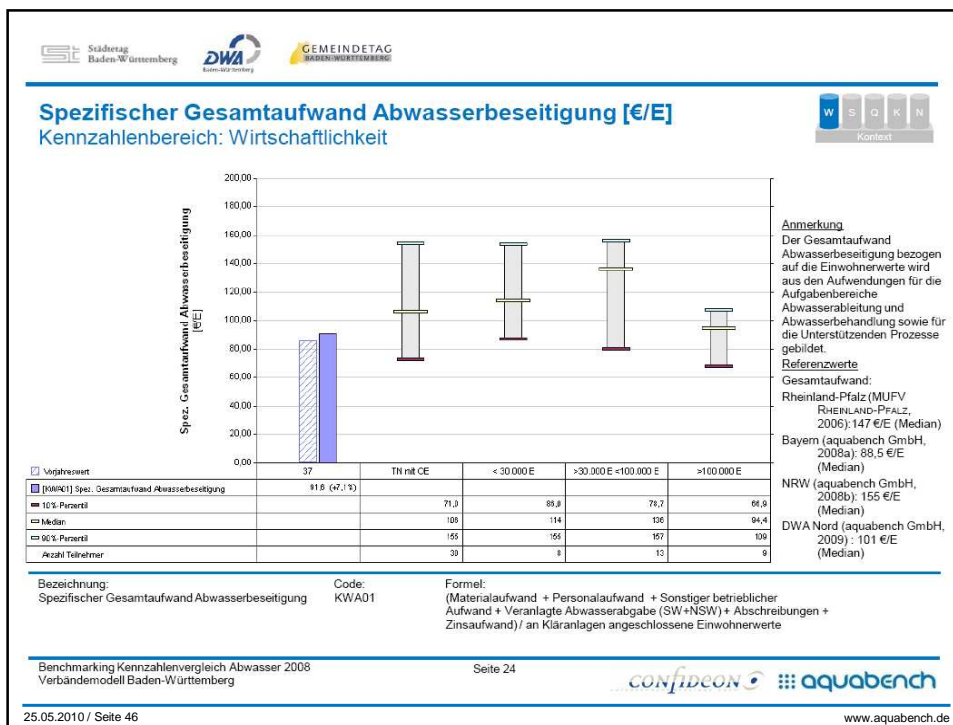 Städtetag
Baden-Württemberg
DWA
Baden-Württemberg
GEMEINDETAG
BADEN-WÜRTTEMBERG
Spezifischer Gesamtaufwand Abwasserbeseitigung [€/E]
Kennzahlenbereich: Wirtschaftlichkeit
W S Q K N
Kontext
Spez. Gesamtaufwand Abwasserbeseitigung
[€/E]
200,00
180,00
160,00
140,00
120,00
100,00
80,00
60,00
40,00
20,00
0,00
Vorjahreswert 37 TN mit OE < 30.000 E >30.000 E <100.000 E >100.000 E
[KWA01] Spez. Gesamtaufwand Abwasserbeseitigung 91,6 (+7,1%)
10%-Perzentil 71,0 86,8 78,7 66,9
Median 106 114 136 94,4
90%-Perzentil 155 155 157 109
Anzahl Teilnehmer 30 8 13 9
Anmerkung
Der Gesamtaufwand
Abwasserbeseitigung bezogen
auf die Einwohnerwerte wird
aus den Aufwendungen für die
Aufgabenbereiche
Abwasserableitung und
Abwasserbehandlung sowie für
die Unterstützenden Prozesse
gebildet.
Referenzwerte
Gesamtaufwand:
Rheinland-Pfalz (MUFV
RHEINLAND-PFALZ,
2006):147 €/E (Median)
Bayern (aquabench GmbH,
2008a): 88,5 €/E
(Median)
NRW (aquabench GmbH,
2008b): 155 €/E
(Median)
DWA Nord (aquabench GmbH,
2009) : 101 €/E
(Median)
Bezeichnung: Code: Formel:
Spezifischer Gesamtaufwand Abwasserbeseitigung KWA01 (Materialaufwand + Personalaufwand + Sonstiger betrieblicher
Aufwand + Veranlagte Abwasserabgabe (SW+NSW) + Abschreibungen +
Zinsaufwand) / an Kläranlagen angeschlossene Einwohnerwerte
Benchmarking Kennzahlenvergleich Abwasser 2008 Seite 24
Verbändemodell Baden-Württemberg
CONFIDEON aquabench
25.05.2010 / Seite 46 www.aquabench.de